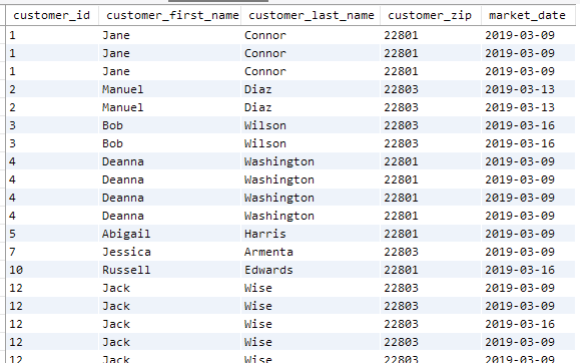 customer_id customer_first_name customer_last_name customer_zip market_date
1 Jane Connor 22801 2019-03-09
1 Jane Connor 22801 2019-03-09
1 Jane Connor 22801 2019-03-09
2 Manuel Diaz 22803 2019-03-13
2 Manuel Diaz 22803 2019-03-13
3 Bob Wilson 22803 2019-03-16
3 Bob Wilson 22803 2019-03-16
4 Deanna Washington 22801 2019-03-09
4 Deanna Washington 22801 2019-03-09
4 Deanna Washington 22801 2019-03-09
4 Deanna Washington 22801 2019-03-09
5 Abigail Harris 22801 2019-03-09
7 Jessica Armenta 22803 2019-03-09
10 Russell Edwards 22801 2019-03-16
12 Jack Wise 22803 2019-03-09
12 Jack Wise 22803 2019-03-09
12 Jack Wise 22803 2019-03-16
12 Jack Wise 22803 2019-03-09
12 Jack Wise 22803 2019-03-09